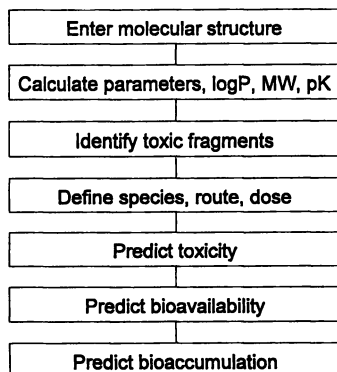 Enter molecular structure
Calculate parameters, logP, MW, pK
Identify toxic fragments
Define species, route, dose
Predict toxicity
Predict bioavailability
Predict bioaccumulation